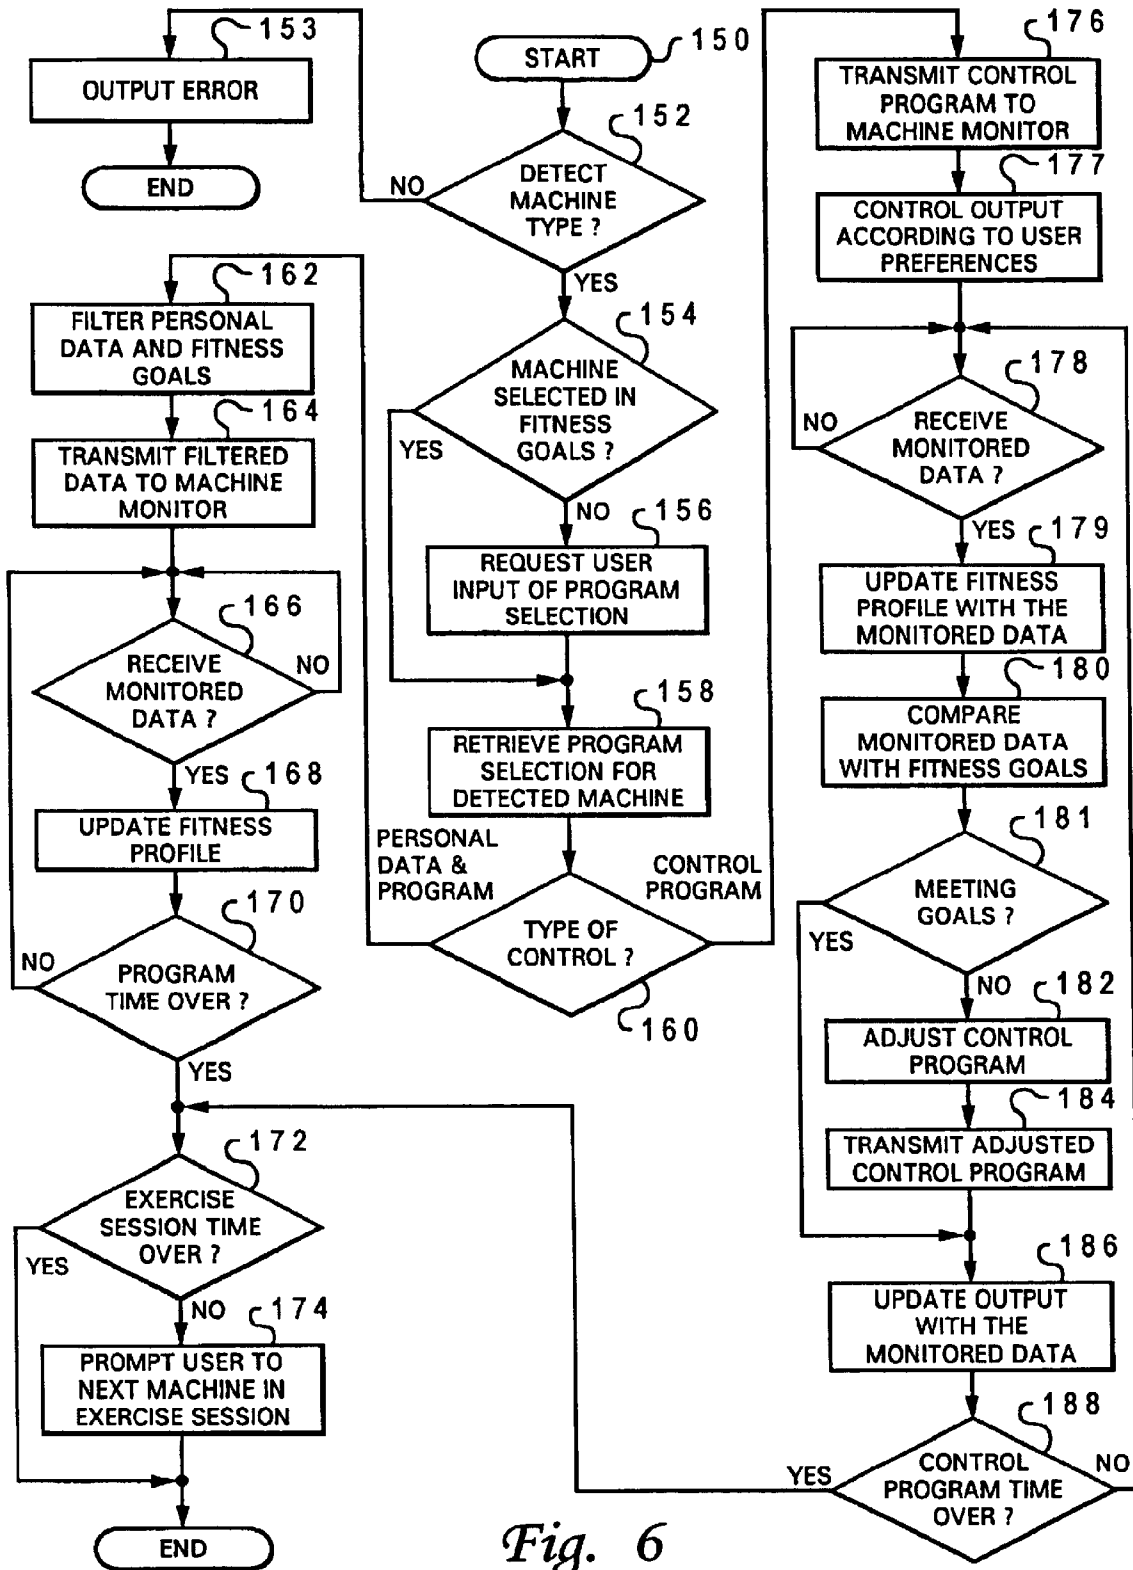 153
OUTPUT ERROR
END
START
150
152
DETECT
MACHINE
TYPE ?
NO
YES
154
MACHINE
SELECTED IN
FITNESS
GOALS ?
YES
NO
156
REQUEST USER
INPUT OF PROGRAM
SELECTION
158
RETRIEVE PROGRAM
SELECTION FOR
DETECTED MACHINE
PERSONAL
DATA &
PROGRAM
CONTROL
PROGRAM
TYPE OF
CONTROL ?
160
162
FILTER PERSONAL
DATA AND FITNESS
GOALS
164
TRANSMIT FILTERED
DATA TO MACHINE
MONITOR
166
RECEIVE
MONITORED
DATA ?
NO
YES
168
UPDATE FITNESS
PROFILE
170
NO
PROGRAM
TIME OVER ?
YES
172
EXERCISE
SESSION TIME
OVER ?
YES
NO
174
PROMPT USER TO
NEXT MACHINE IN
EXERCISE SESSION
END
176
TRANSMIT CONTROL
PROGRAM TO
MACHINE MONITOR
177
CONTROL OUTPUT
ACCORDING TO USER
PREFERENCES
178
NO
RECEIVE
MONITORED
DATA ?
YES
179
UPDATE FITNESS
PROFILE WITH THE
MONITORED DATA
180
COMPARE
MONITORED DATA
WITH FITNESS GOALS
181
MEETING
GOALS ?
YES
NO
182
ADJUST CONTROL
PROGRAM
184
TRANSMIT ADJUSTED
CONTROL PROGRAM
186
UPDATE OUTPUT
WITH THE
MONITORED DATA
188
YES
CONTROL
PROGRAM TIME
OVER ?
NO
Fig. 6